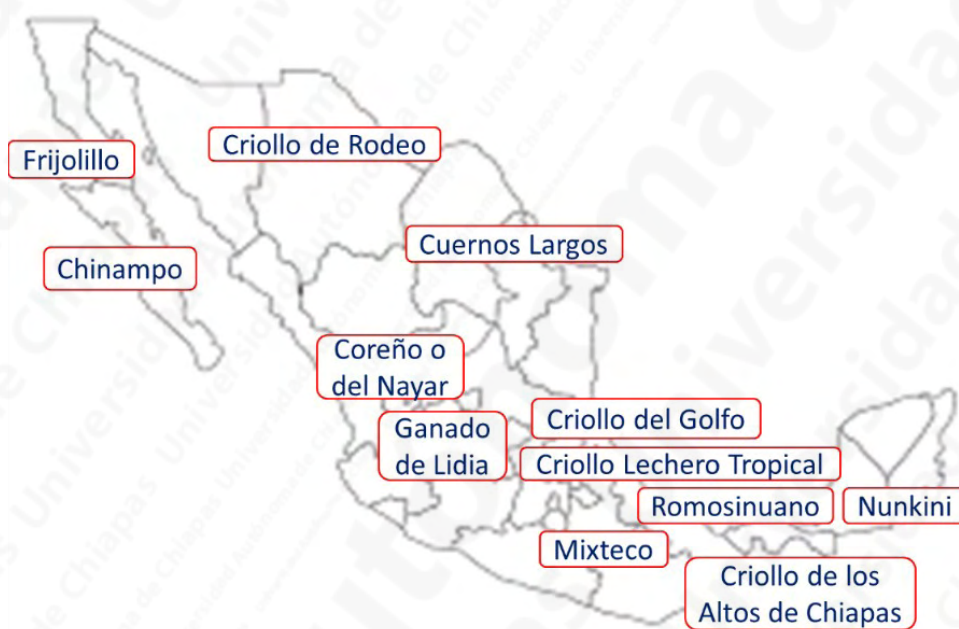 Criollo de Rodeo
Frijolillo
Cuernos Largos
Chinampo
Coreño o
del Nayar
Ganado
de Lidia
Criollo del Golfo
Criollo Lechero Tropical
Romosinuano
Nunkini
Mixteco
Criollo de los
Altos de Chiapas